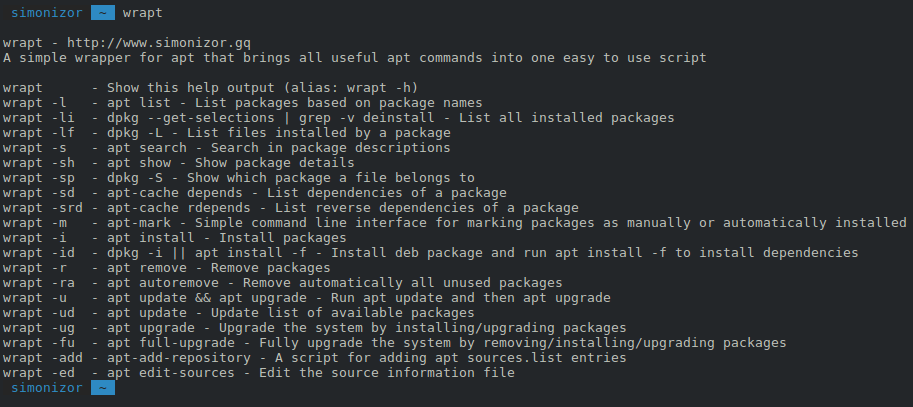 simonizor ~ wrapt
wrapt - http://www.simonizor.gq
A simple wrapper for apt that brings all useful apt commands into one easy to use script
wrapt      - Show this help output (alias: wrapt -h)
wrapt -l   - apt list - List packages based on package names
wrapt -li  - dpkg --get-selections | grep -v deinstall - List all installed packages
wrapt -lf  - dpkg -L - List files installed by a package
wrapt -s   - apt search - Search in package descriptions
wrapt -sh  - apt show - Show package details
wrapt -sp  - dpkg -S - Show which package a file belongs to
wrapt -sd  - apt-cache depends - List dependencies of a package
wrapt -srd - apt-cache rdepends - List reverse dependencies of a package
wrapt -m   - apt-mark - Simple command line interface for marking packages as manually or automatically installed
wrapt -i   - apt install - Install packages
wrapt -id  - dpkg -i || apt install -f - Install deb package and run apt install -f to install dependencies
wrapt -r   - apt remove - Remove packages
wrapt -ra  - apt autoremove - Remove automatically all unused packages
wrapt -u   - apt update && apt upgrade - Run apt update and then apt upgrade
wrapt -ud  - apt update - Update list of available packages
wrapt -ug  - apt upgrade - Upgrade the system by installing/upgrading packages
wrapt -fu  - apt full-upgrade - Fully upgrade the system by removing/installing/upgrading packages
wrapt -add - apt-add-repository - A script for adding apt sources.list entries
wrapt -ed  - apt edit-sources - Edit the source information file
simonizor ~